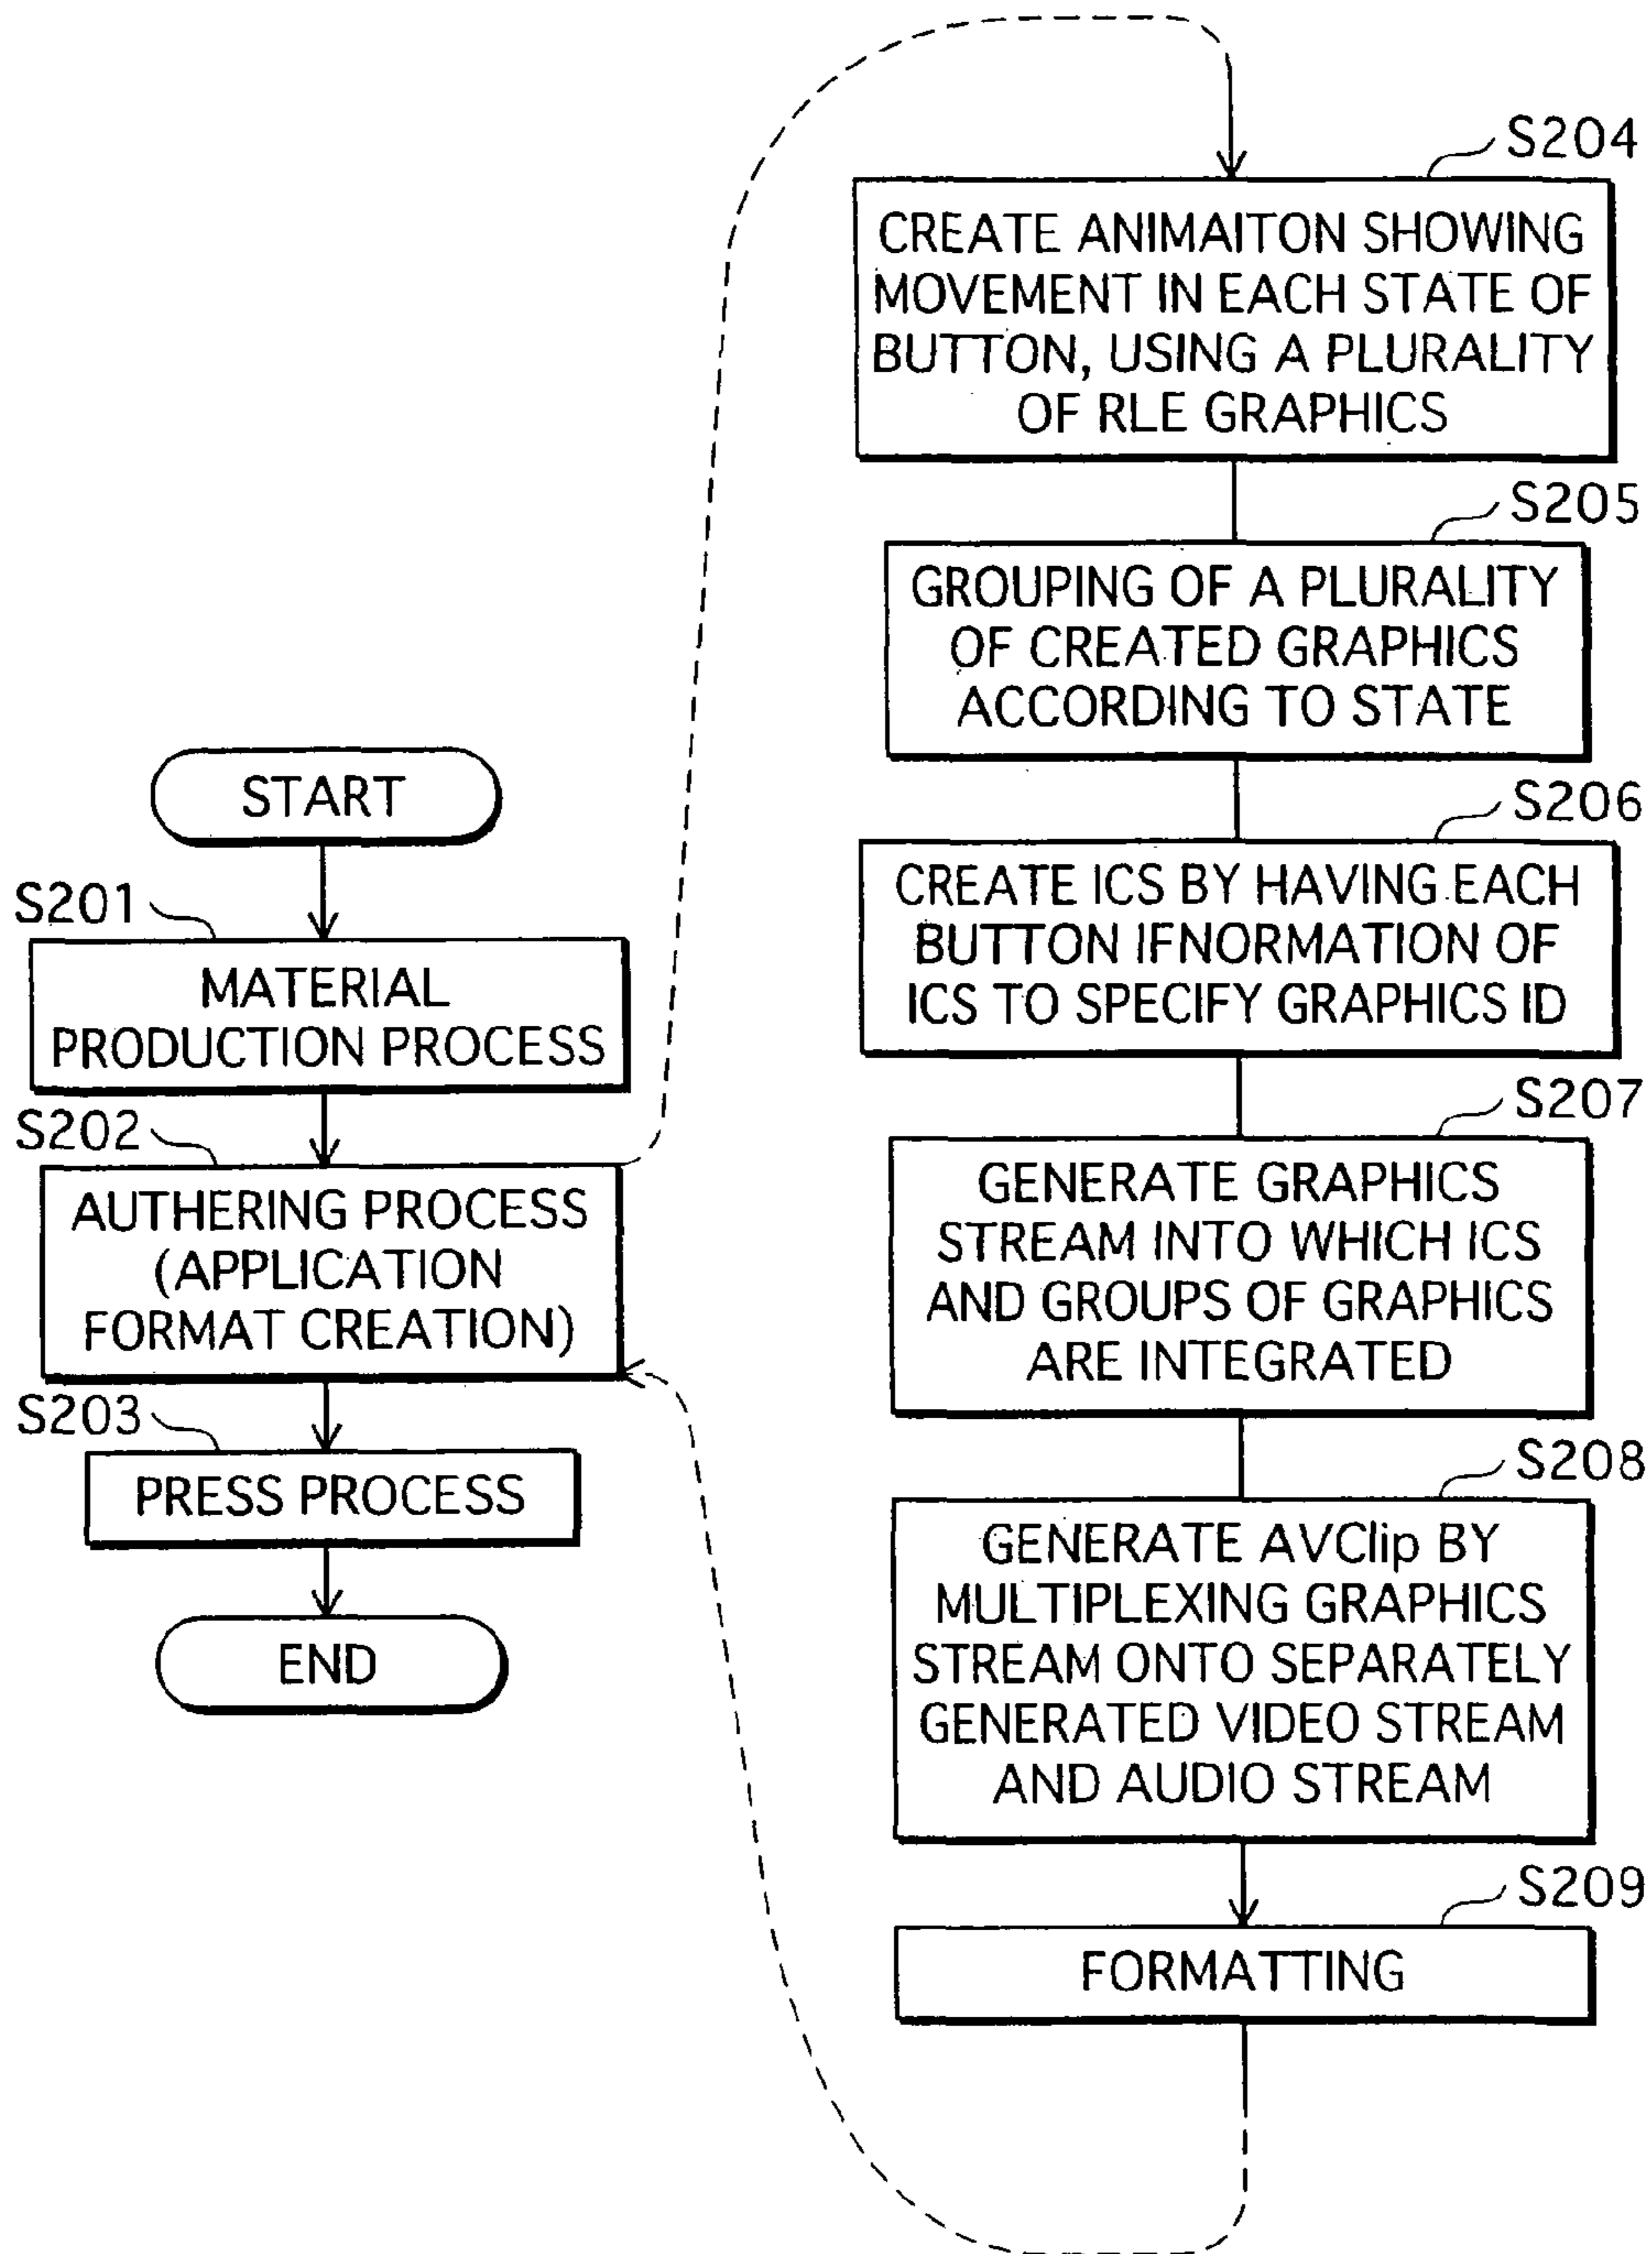 START
S201
MATERIAL
PRODUCTION PROCESS
S202
AUTHERING PROCESS
(APPLICATION
FORMAT CREATION)
S203
PRESS PROCESS
END
S204
CREATE ANIMAITON SHOWING
MOVEMENT IN EACH STATE OF
BUTTON, USING A PLURALITY
OF RLE GRAPHICS
S205
GROUPING OF A PLURALITY
OF CREATED GRAPHICS
ACCORDING TO STATE
S206
CREATE ICS BY HAVING EACH
BUTTON IFNORMATION OF
ICS TO SPECIFY GRAPHICS ID
S207
GENERATE GRAPHICS
STREAM INTO WHICH ICS
AND GROUPS OF GRAPHICS
ARE INTEGRATED
S208
GENERATE AVClip BY
MULTIPLEXING GRAPHICS
STREAM ONTO SEPARATELY
GENERATED VIDEO STREAM
AND AUDIO STREAM
S209
FORMATTING